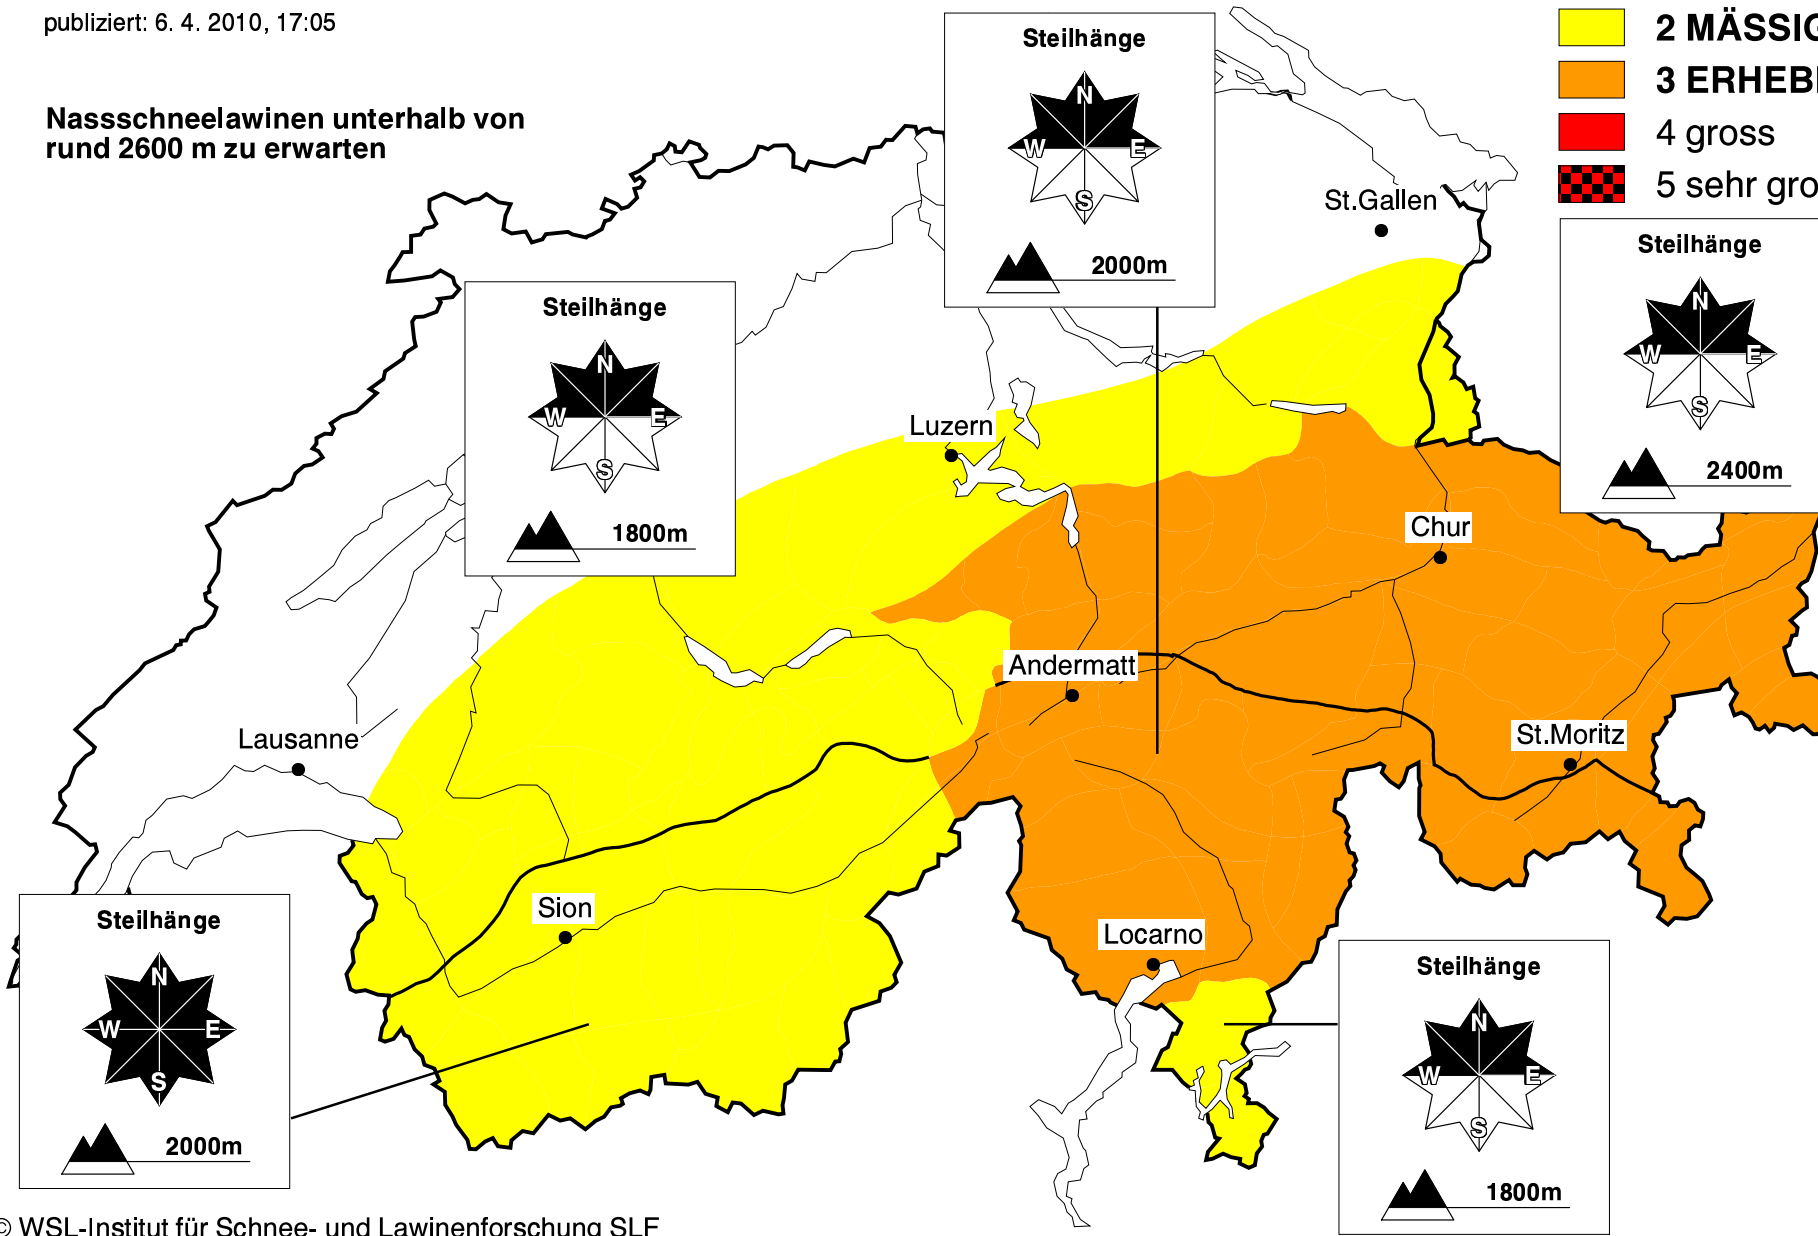 publiziert: 6. 4. 2010, 17:05
Nassschneelawinen unterhalb von
rund 2600 m zu erwarten
2 MÄSSIG
3 ERHEB
4 gross
5 sehr gro
Steilhänge
N
W E
S
2000m
St.Gallen
Steilhänge
N
W E
S
2400m
Steilhänge
N
W E
S
1800m
Luzern
Chur
Andermatt
St.Moritz
Lausanne
Sion
Locarno
Steilhänge
N
W E
S
2000m
Steilhänge
N
W E
S
1800m
© WSL-Institut für Schnee- und Lawinenforschung SLF